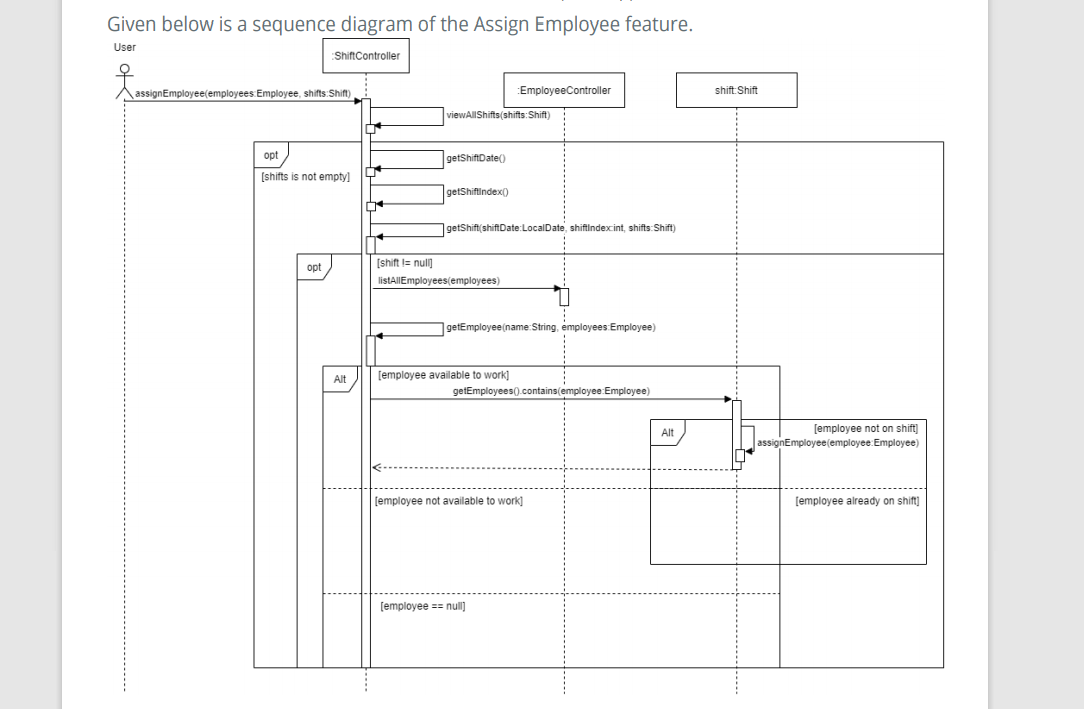 Given below is a sequence diagram of the Assign Employee feature.
User
:ShiftController
:EmployeeController
shift:Shift
assignEmployee(employees:Employee, shifts:Shift)
viewAllShifts(shifts:Shift)
opt
[shifts is not empty]
getShiftDate()
getShiftIndex()
getShift(shiftDate:LocalDate, shiftIndex:int, shifts:Shift)
opt
[shift != null]
listAllEmployees(employees)
getEmployee(name:String, employees:Employee)
Alt
[employee available to work]
getEmployees().contains(employee:Employee)
Alt
[employee not on shift]
assignEmployee(employee:Employee)
[employee not available to work]
[employee already on shift]
[employee == null]